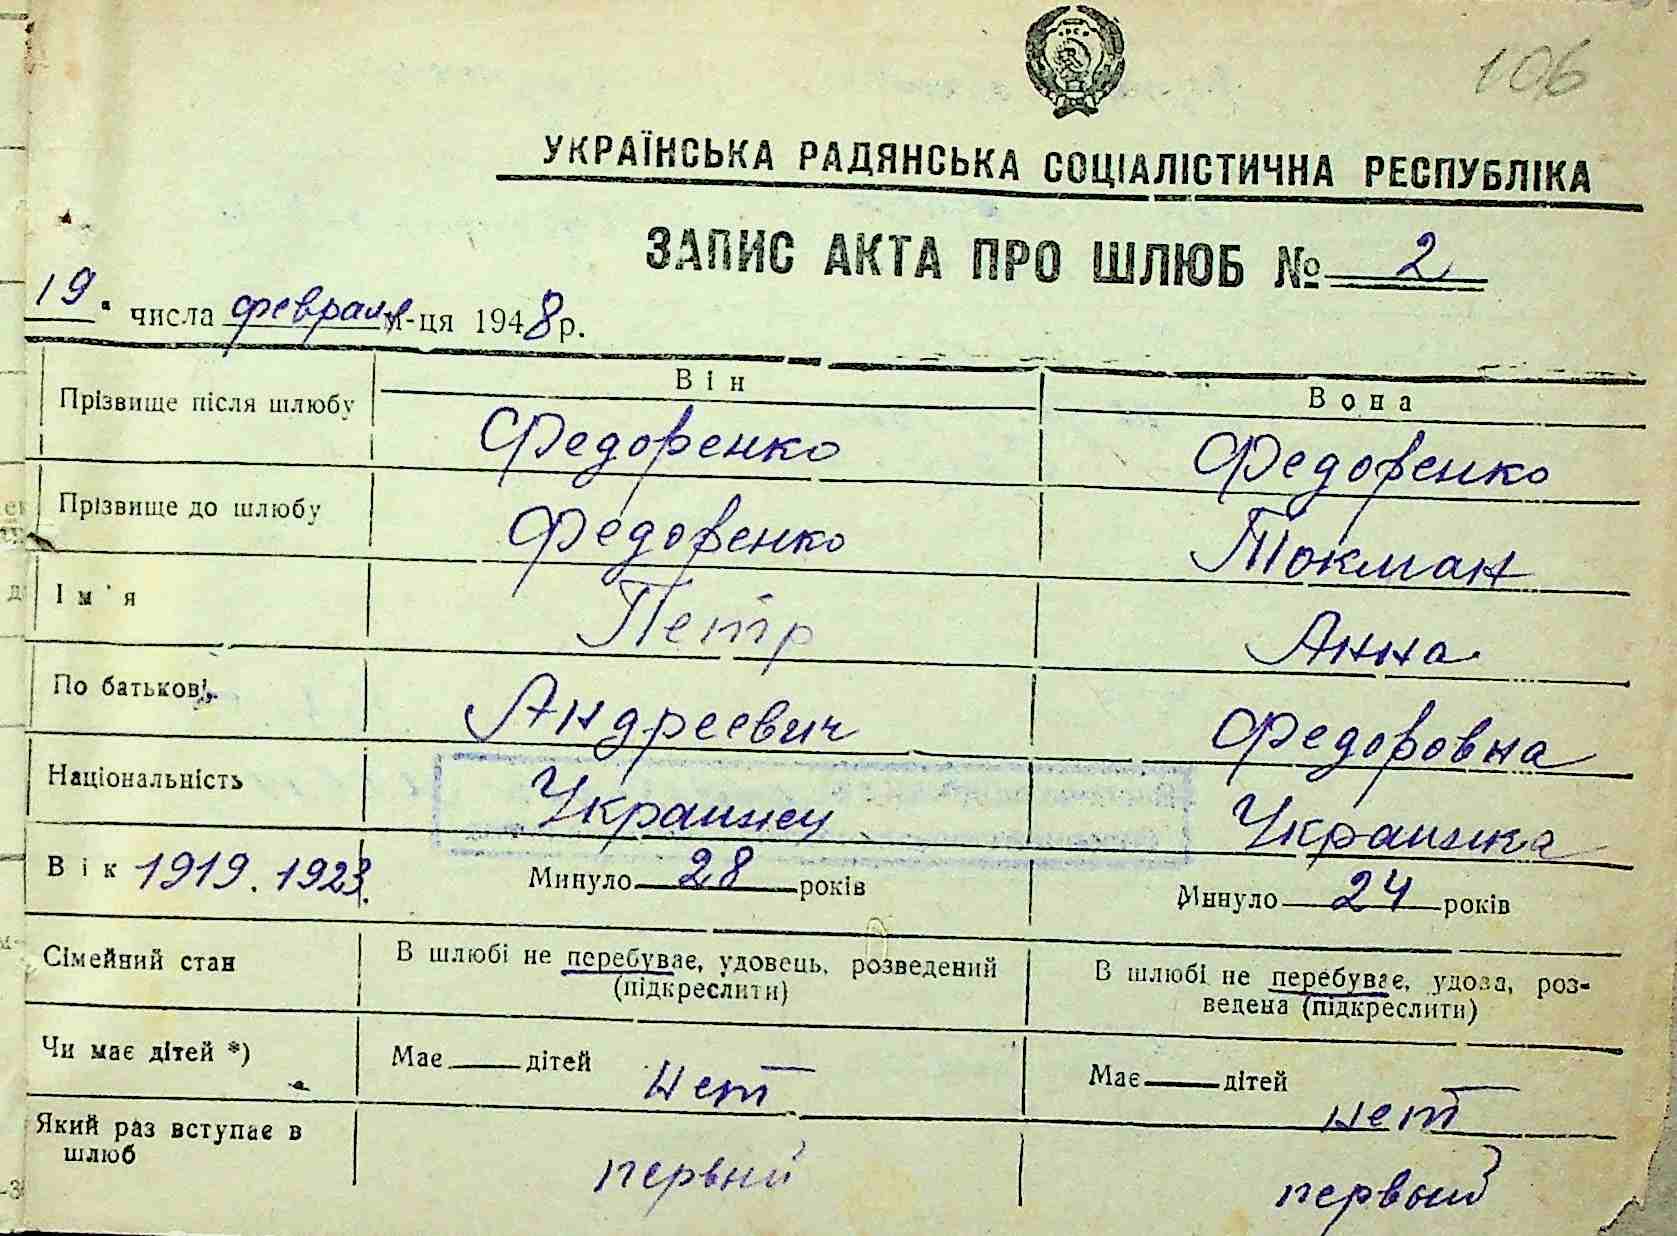 106
УКРАЇНСЬКА РАДЯНСЬКА СОЦІАЛІСТИЧНА РЕСПУБЛІКА
ЗАПИС АКТА ПРО ШЛЮБ № 2
19. числа февраля м-ця 1948 р.
Він Вона
Прізвище після шлюбу Федоренко Федоренко
Прізвище до шлюбу Федоренко Токман
Ім'я Петр Анна
По батькові Андреевич Федоровна
Національність Украинец Украинка
Вік 1919. 1923. Минуло 28 років Минуло 24 років
Сімейний стан В шлюбі не перебуває, удовець, розведений В шлюбі не перебуває, удова, роз-
(підкреслити) ведена (підкреслити)
Чи має дітей *) Має — дітей нет Має — дітей нет
Який раз вступає в
шлюб первый первый